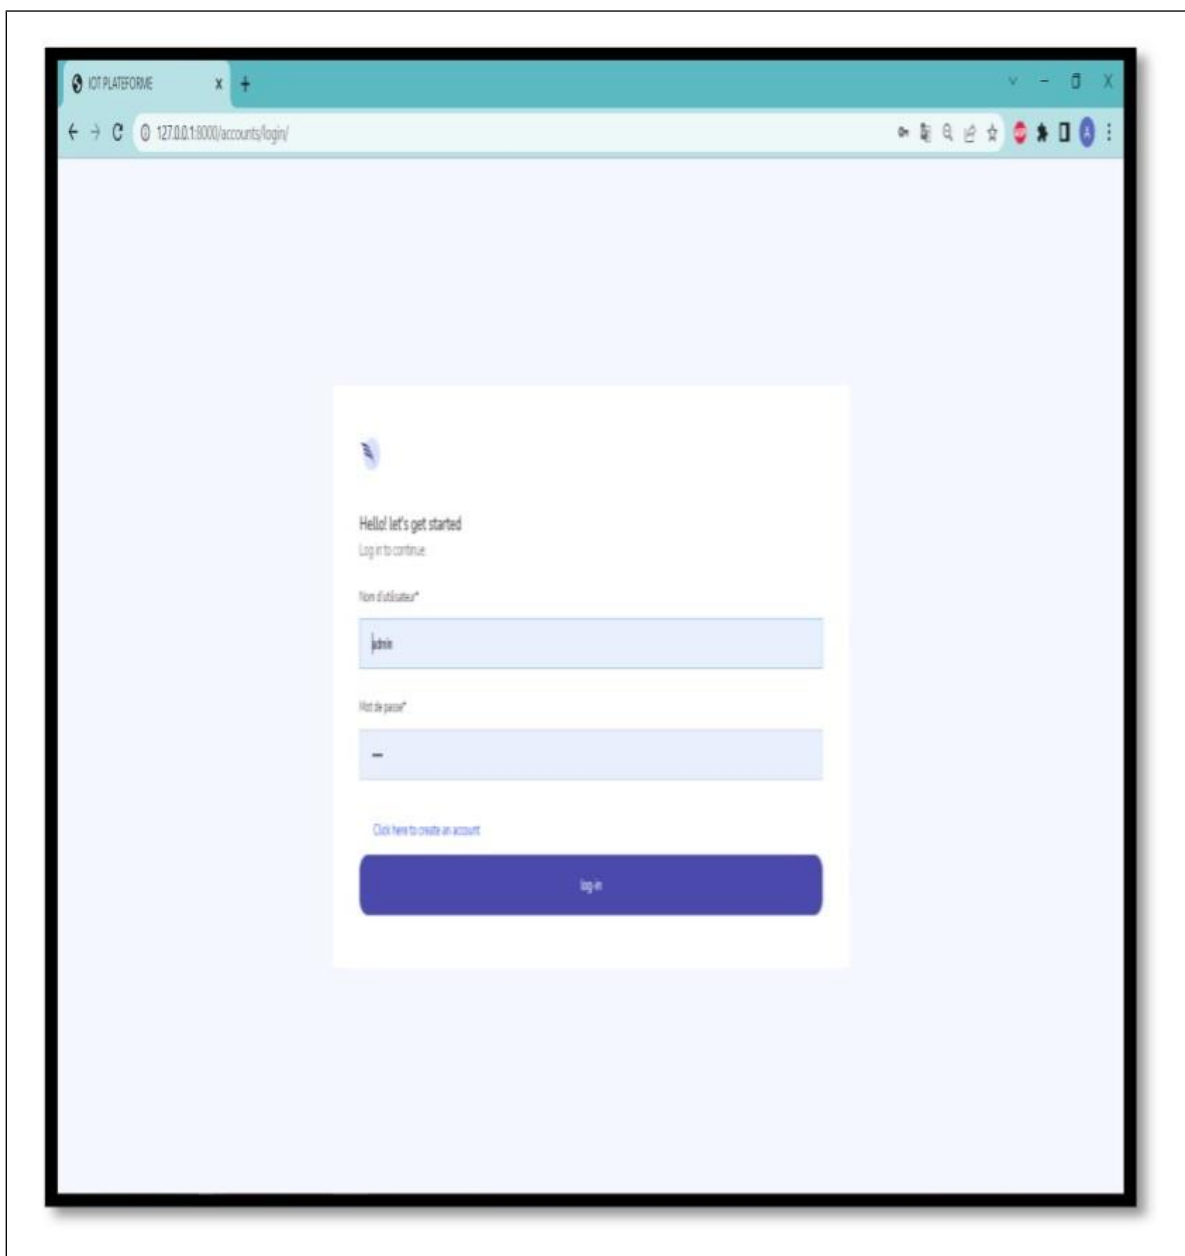 IOT PLATEFORME
127.0.0.1:8000/accounts/login/
Hello! let's get started
Log in to continue
Nom d'utilisateur*
admin
Mot de passe*
Click here to create an account
log-in